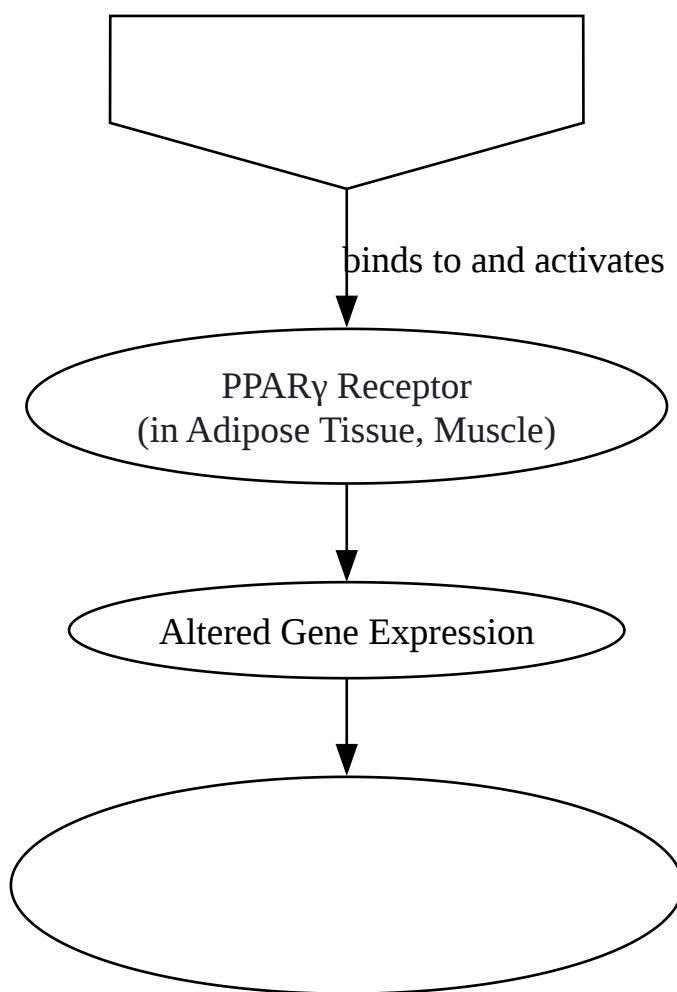 binds to and activates
PPARγ Receptor
(in Adipose Tissue, Muscle)
Altered Gene Expression